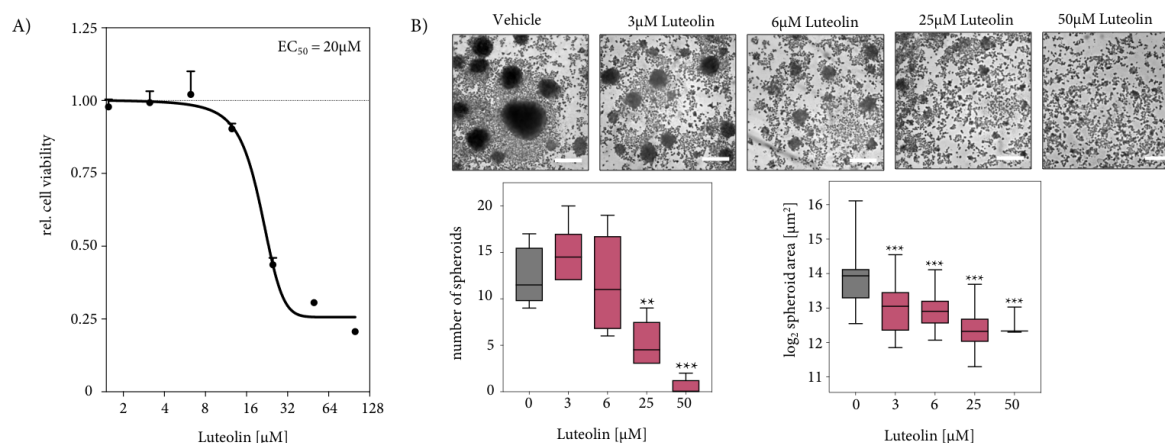 A)
1.25
1.00
0.75
0.50
0.25
0
rel. cell viability
EC50 = 20µM
2 4 8 16 32 64 128
Luteolin [µM]
B)
Vehicle 3µM Luteolin 6µM Luteolin 25µM Luteolin 50µM Luteolin
20
15
10
5
0
number of spheroids
**
***
0 3 6 25 50
Luteolin [µM]
16
15
14
13
12
11
log2 spheroid area [µm²]
***
***
***
***
0 3 6 25 50
Luteolin [µM]